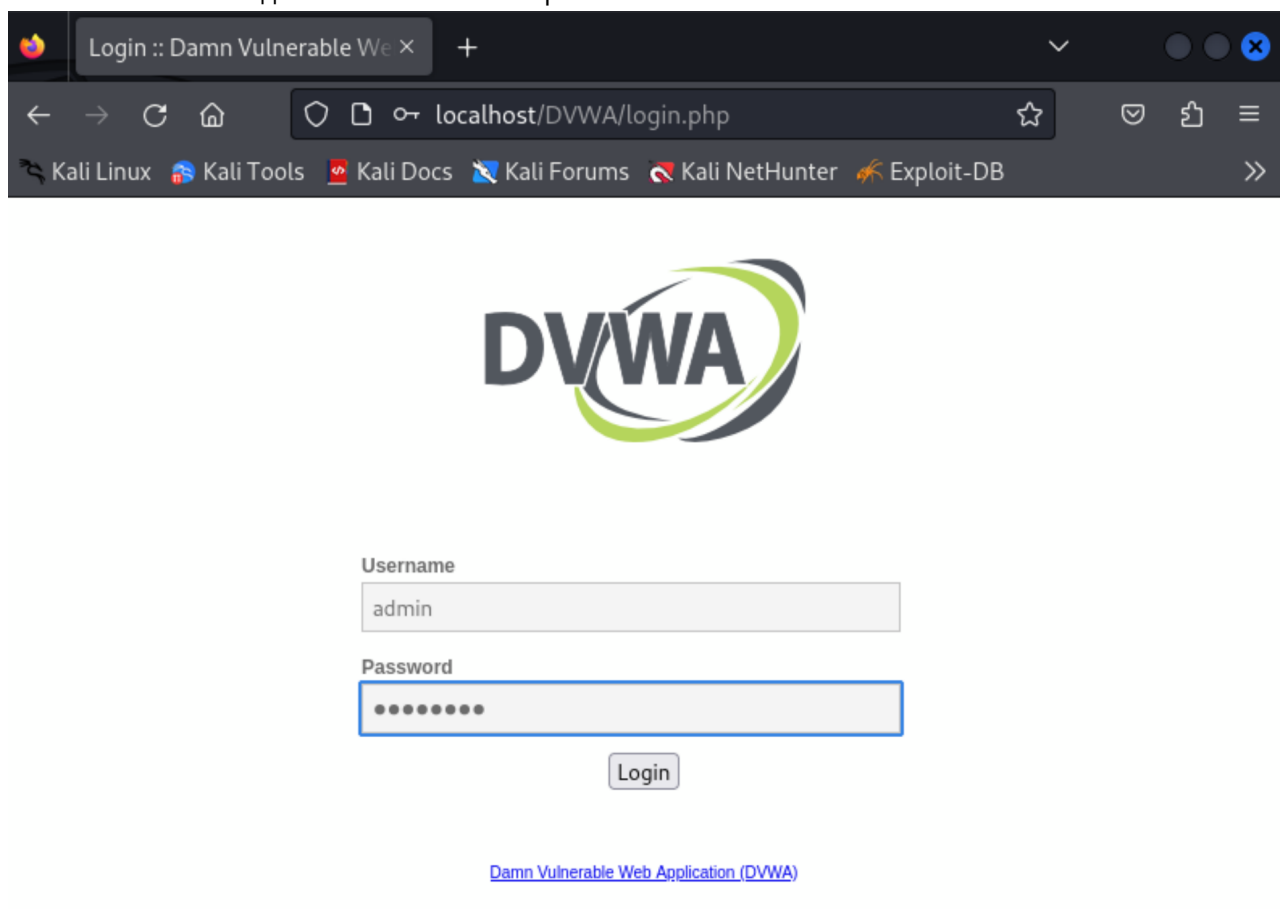 Login :: Damn Vulnerable We
localhost/DVWA/login.php
Kali Linux Kali Tools Kali Docs Kali Forums Kali NetHunter Exploit-DB
DVWA
Username
admin
Password
••••••••
Login
Damn Vulnerable Web Application (DVWA)